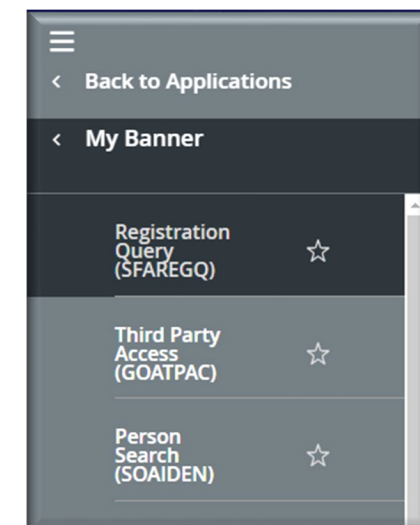 Back to Applications
My Banner
Registration
Query
(SFAREGQ)
Third Party
Access
(GOATPAC)
Person
Search
(SOAIDEN)